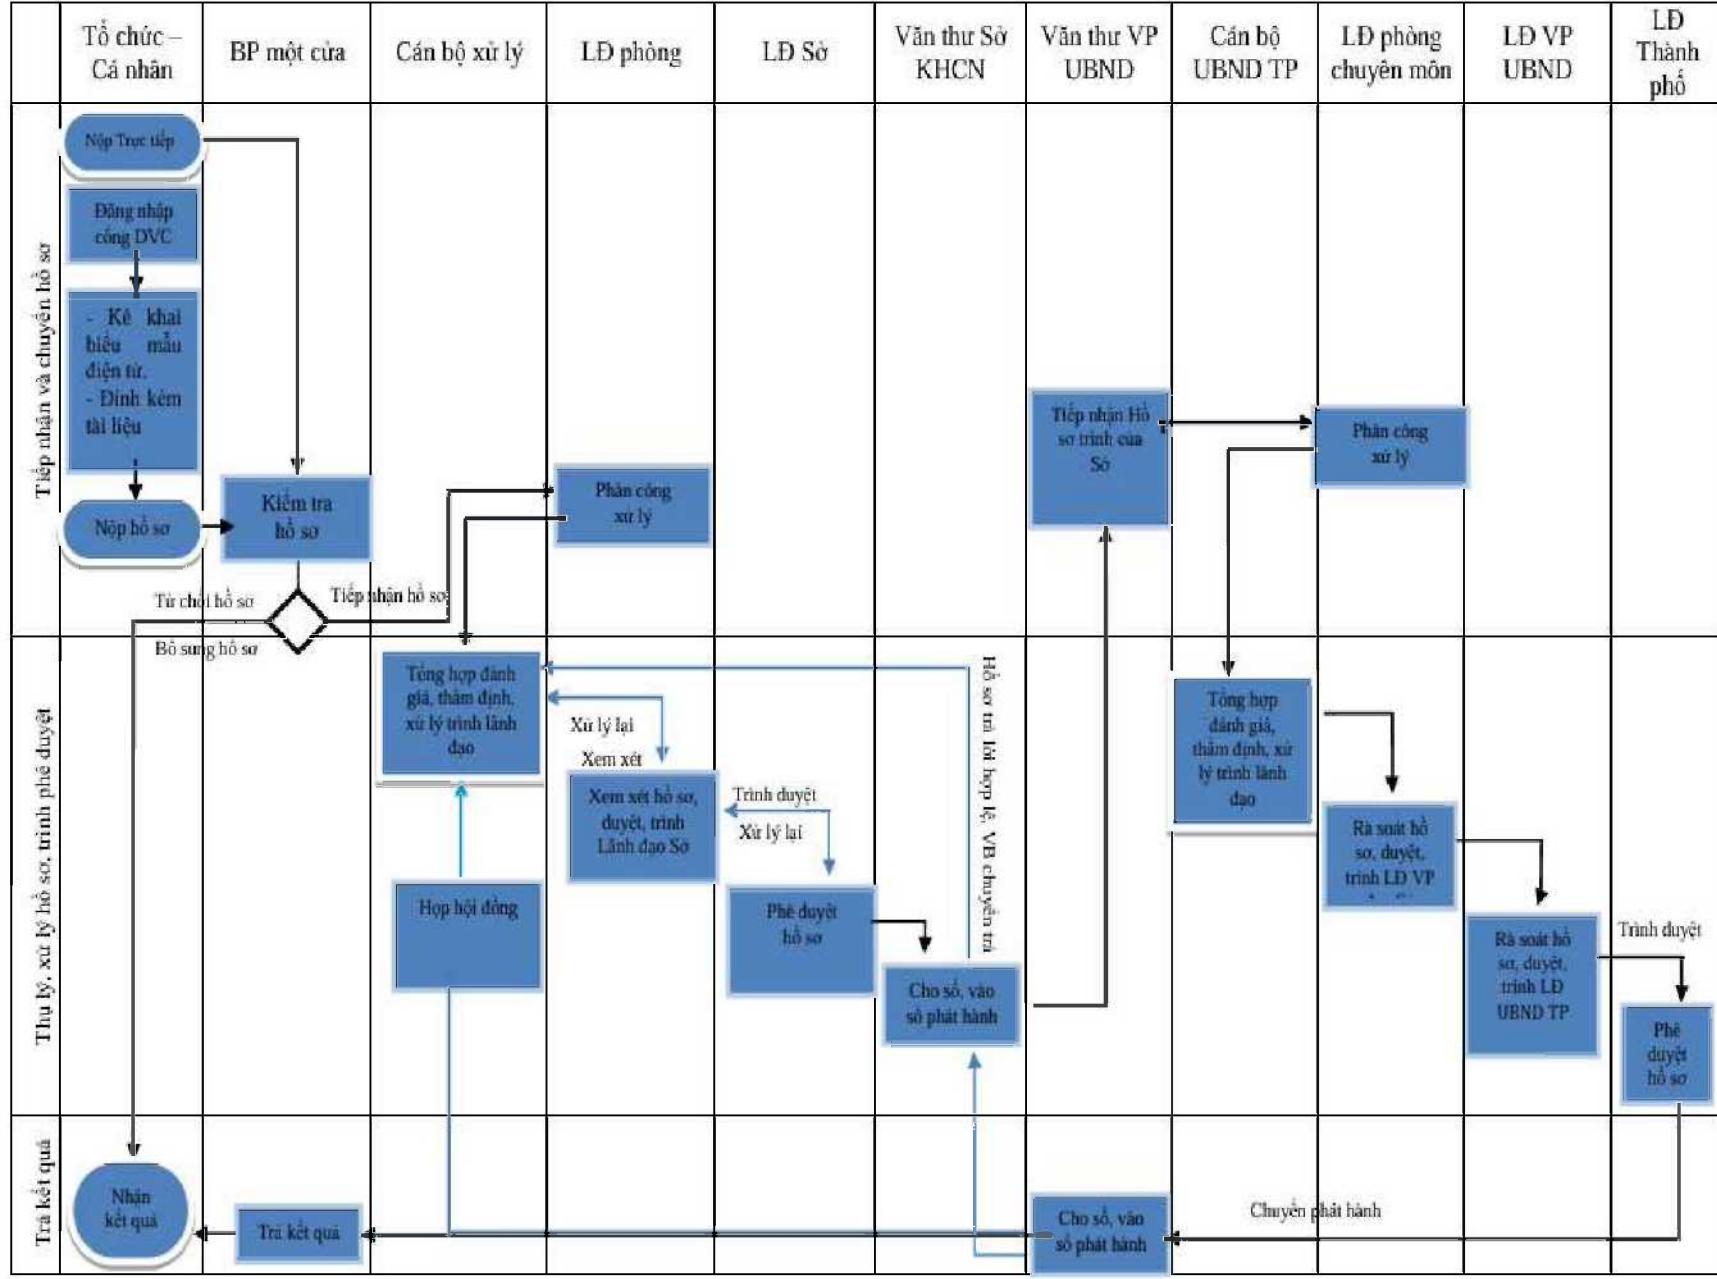 Tổ chức –
Cá nhân
BP một cửa
Cán bộ xử lý
LĐ phòng
LĐ Sở
Văn thư Sở
KHCN
Văn thư VP
UBND
Cán bộ
UBND TP
LĐ phòng
chuyên môn
LĐ VP
UBND
LĐ
Thành
phố
Tiếp nhận và chuyển hồ sơ
Nộp Trực tiếp
Đăng nhập
cổng DVC
- Kê khai
biểu mẫu
điện tử.
- Đính kèm
tài liệu
Nộp hồ sơ
Kiểm tra
hồ sơ
Phân công
xử lý
Tiếp nhận Hồ
sơ trình của
Sở
Phân công
xử lý
Từ chối hồ sơ
Tiếp nhận hồ sơ
Bổ sung hồ sơ
Thụ lý, xử lý hồ sơ, trình phê duyệt
Tổng hợp đánh
giá, thẩm định,
xử lý trình lãnh
đạo
Xử lý lại
Xem xét
Xem xét hồ sơ,
duyệt, trình
Lãnh đạo Sở
Trình duyệt
Xử lý lại
Họp hội đồng
Phê duyệt
hồ sơ
Hồ sơ trả lời hợp lệ, VB chuyển trả
Cho số, vào
sổ phát hành
Tổng hợp
đánh giá,
thẩm định, xử
lý trình lãnh
đạo
Rà soát hồ
sơ, duyệt,
trình LĐ VP
Rà soát hồ
sơ, duyệt,
trình LĐ
UBND TP
Trình duyệt
Phê
duyệt
hồ sơ
Trả kết quả
Nhận
kết quả
Trả kết quả
Cho số, vào
sổ phát hành
Chuyển phát hành